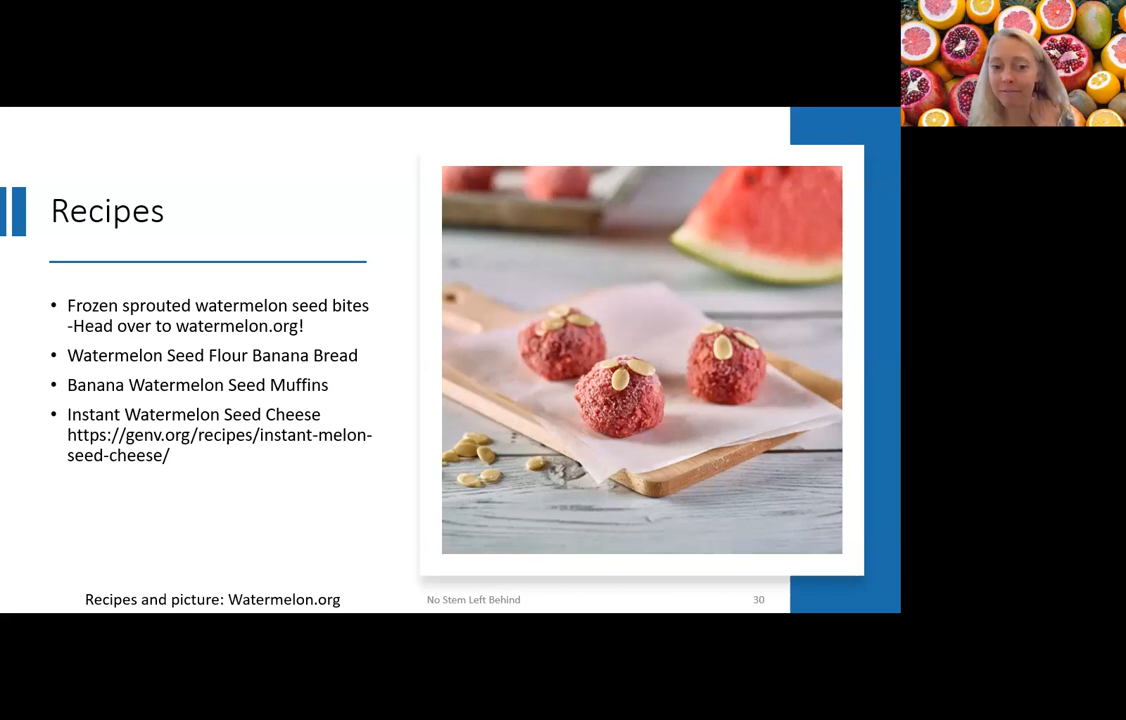 Recipes
• Frozen sprouted watermelon seed bites
-Head over to watermelon.org!
• Watermelon Seed Flour Banana Bread
• Banana Watermelon Seed Muffins
• Instant Watermelon Seed Cheese
https://genv.org/recipes/instant-melon-
seed-cheese/
Recipes and picture: Watermelon.org
No Stem Left Behind
30